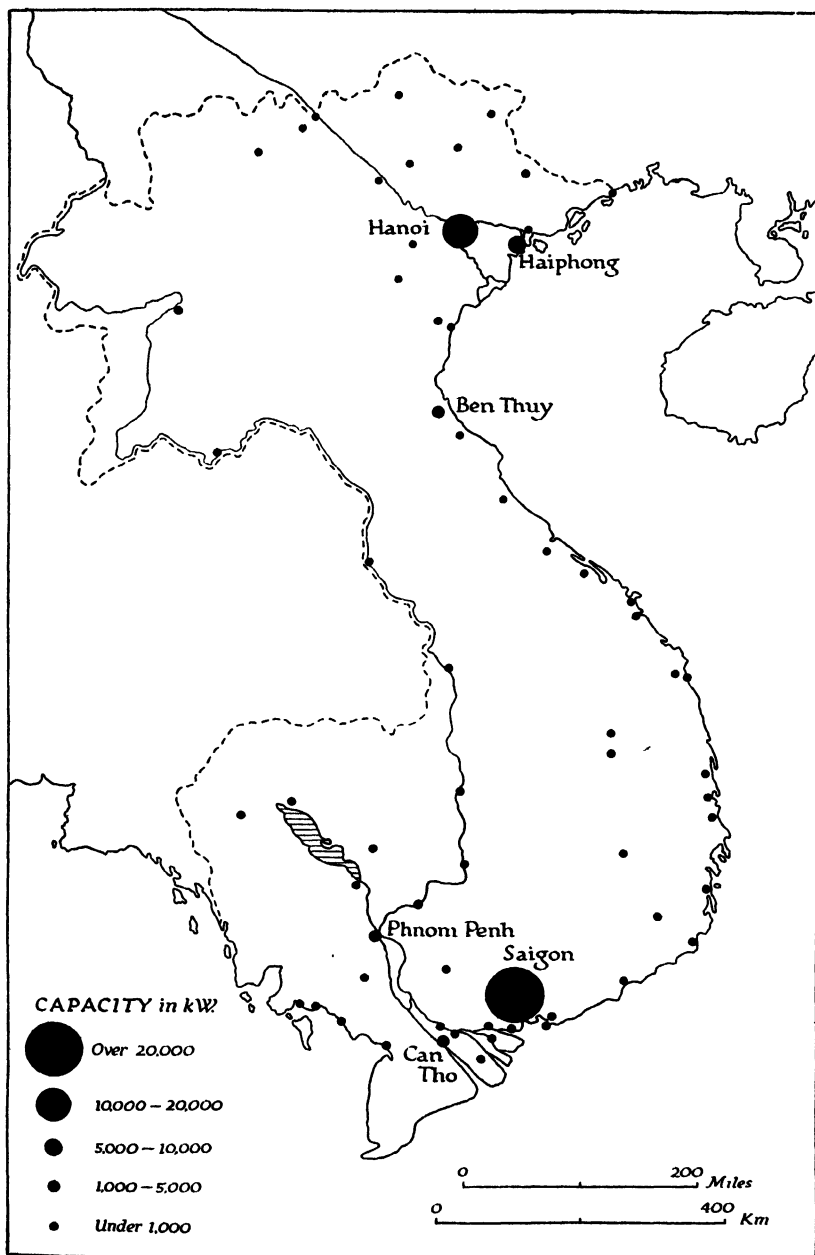 Hanoi
Haiphong
Ben Thuy
Phnom Penh
Saigon
Can
Tho
CAPACITY in kW.
Over 20,000
10,000 – 20,000
5,000 – 10,000
1,000 – 5,000
Under 1,000
0 200
Miles
0 400
Km